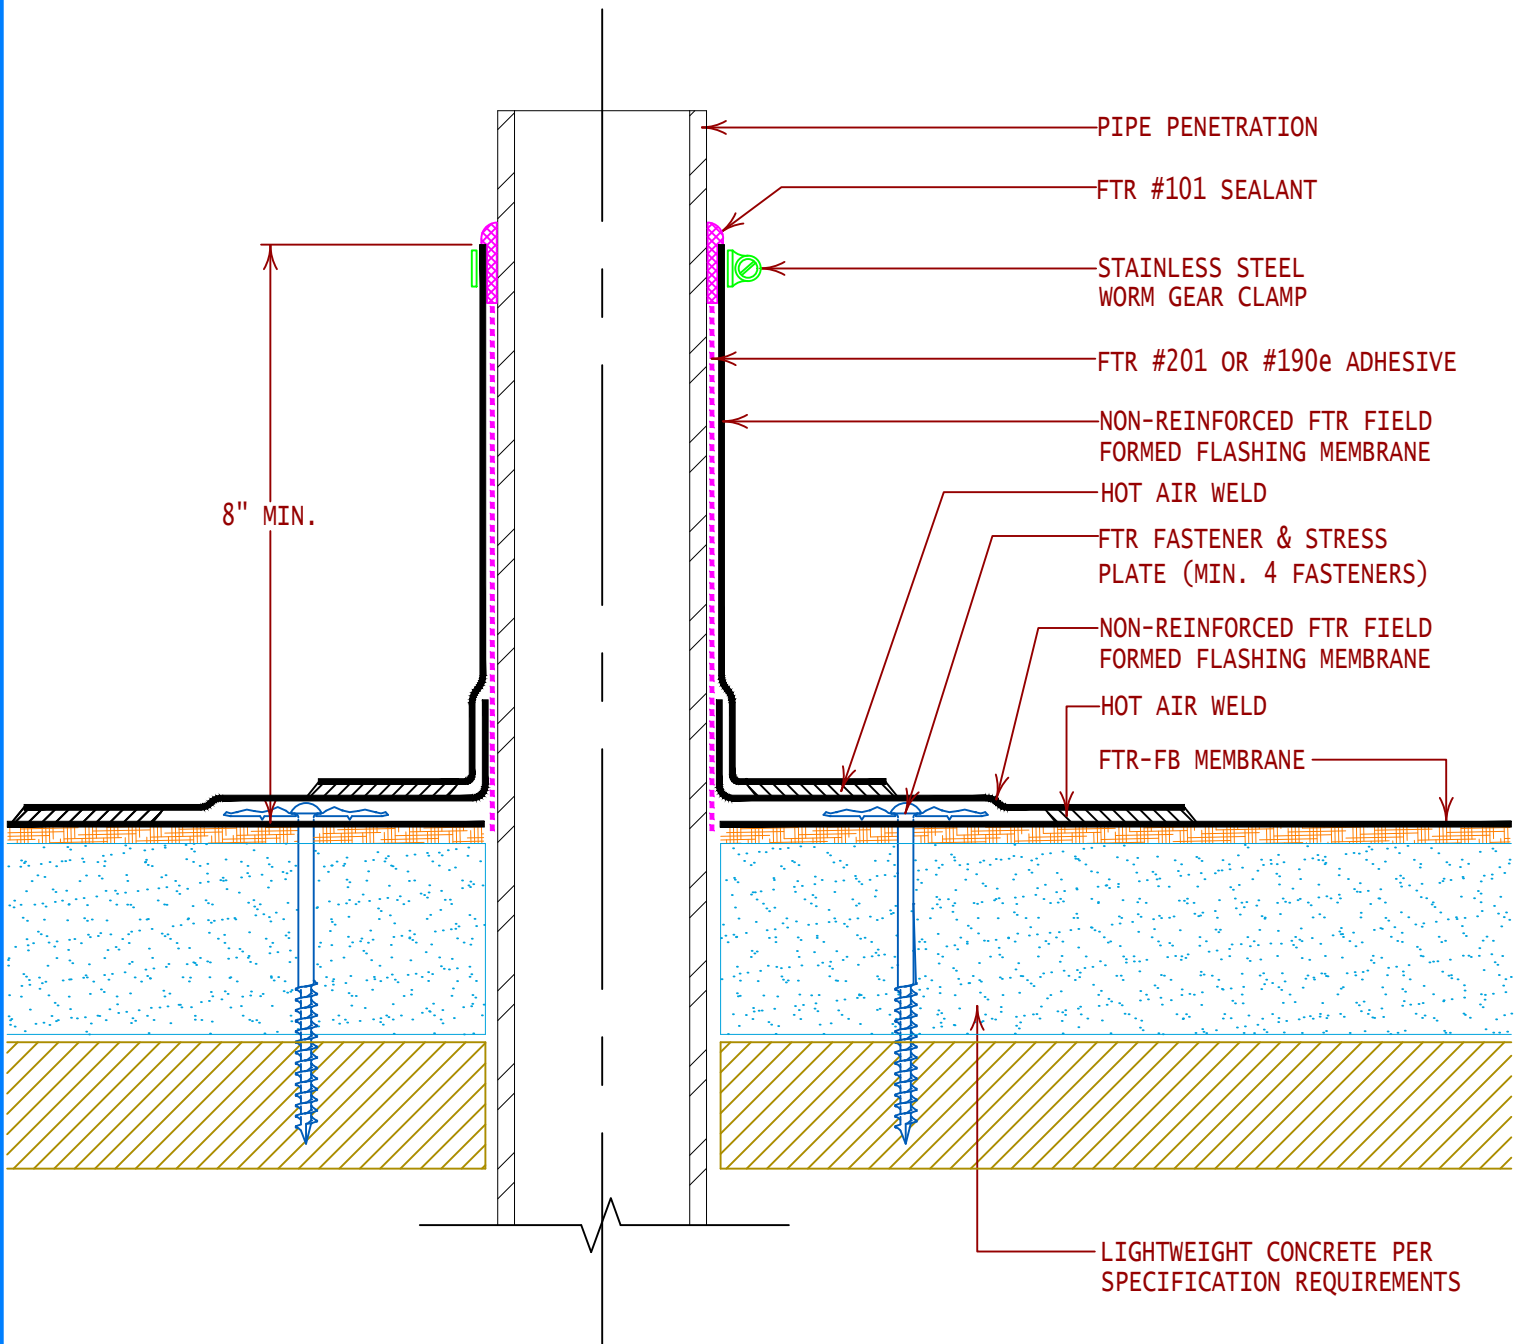 PIPE PENETRATION
FTR #101 SEALANT
STAINLESS STEEL
WORM GEAR CLAMP
FTR #201 OR #190e ADHESIVE
NON-REINFORCED FTR FIELD
FORMED FLASHING MEMBRANE
HOT AIR WELD
8" MIN.
FTR FASTENER & STRESS
PLATE (MIN. 4 FASTENERS)
NON-REINFORCED FTR FIELD
FORMED FLASHING MEMBRANE
HOT AIR WELD
FTR-FB MEMBRANE
LIGHTWEIGHT CONCRETE PER
SPECIFICATION REQUIREMENTS